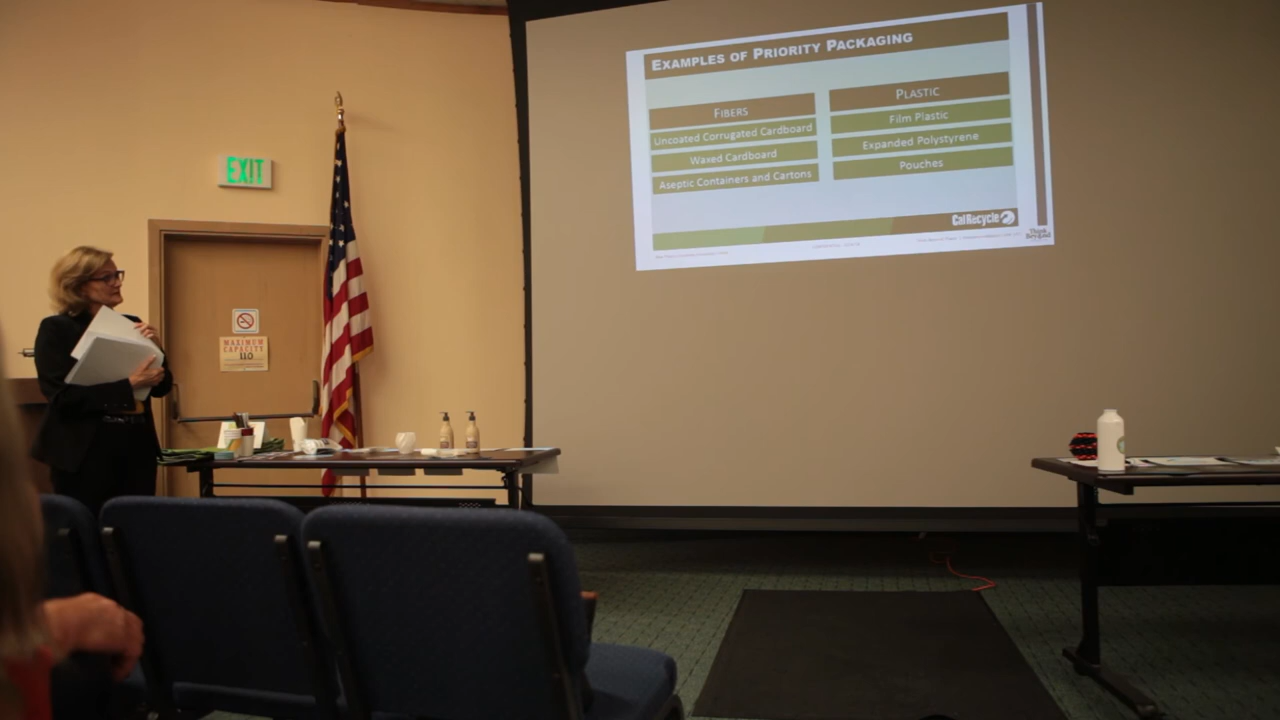 EXAMPLES OF PRIORITY PACKAGING
FIBERS
Uncoated Corrugated Cardboard
Waxed Cardboard
Aseptic Containers and Cartons
PLASTIC
Film Plastic
Expanded Polystyrene
Pouches
CalRecycle
EXIT
MAXIMUM
CAPACITY
110